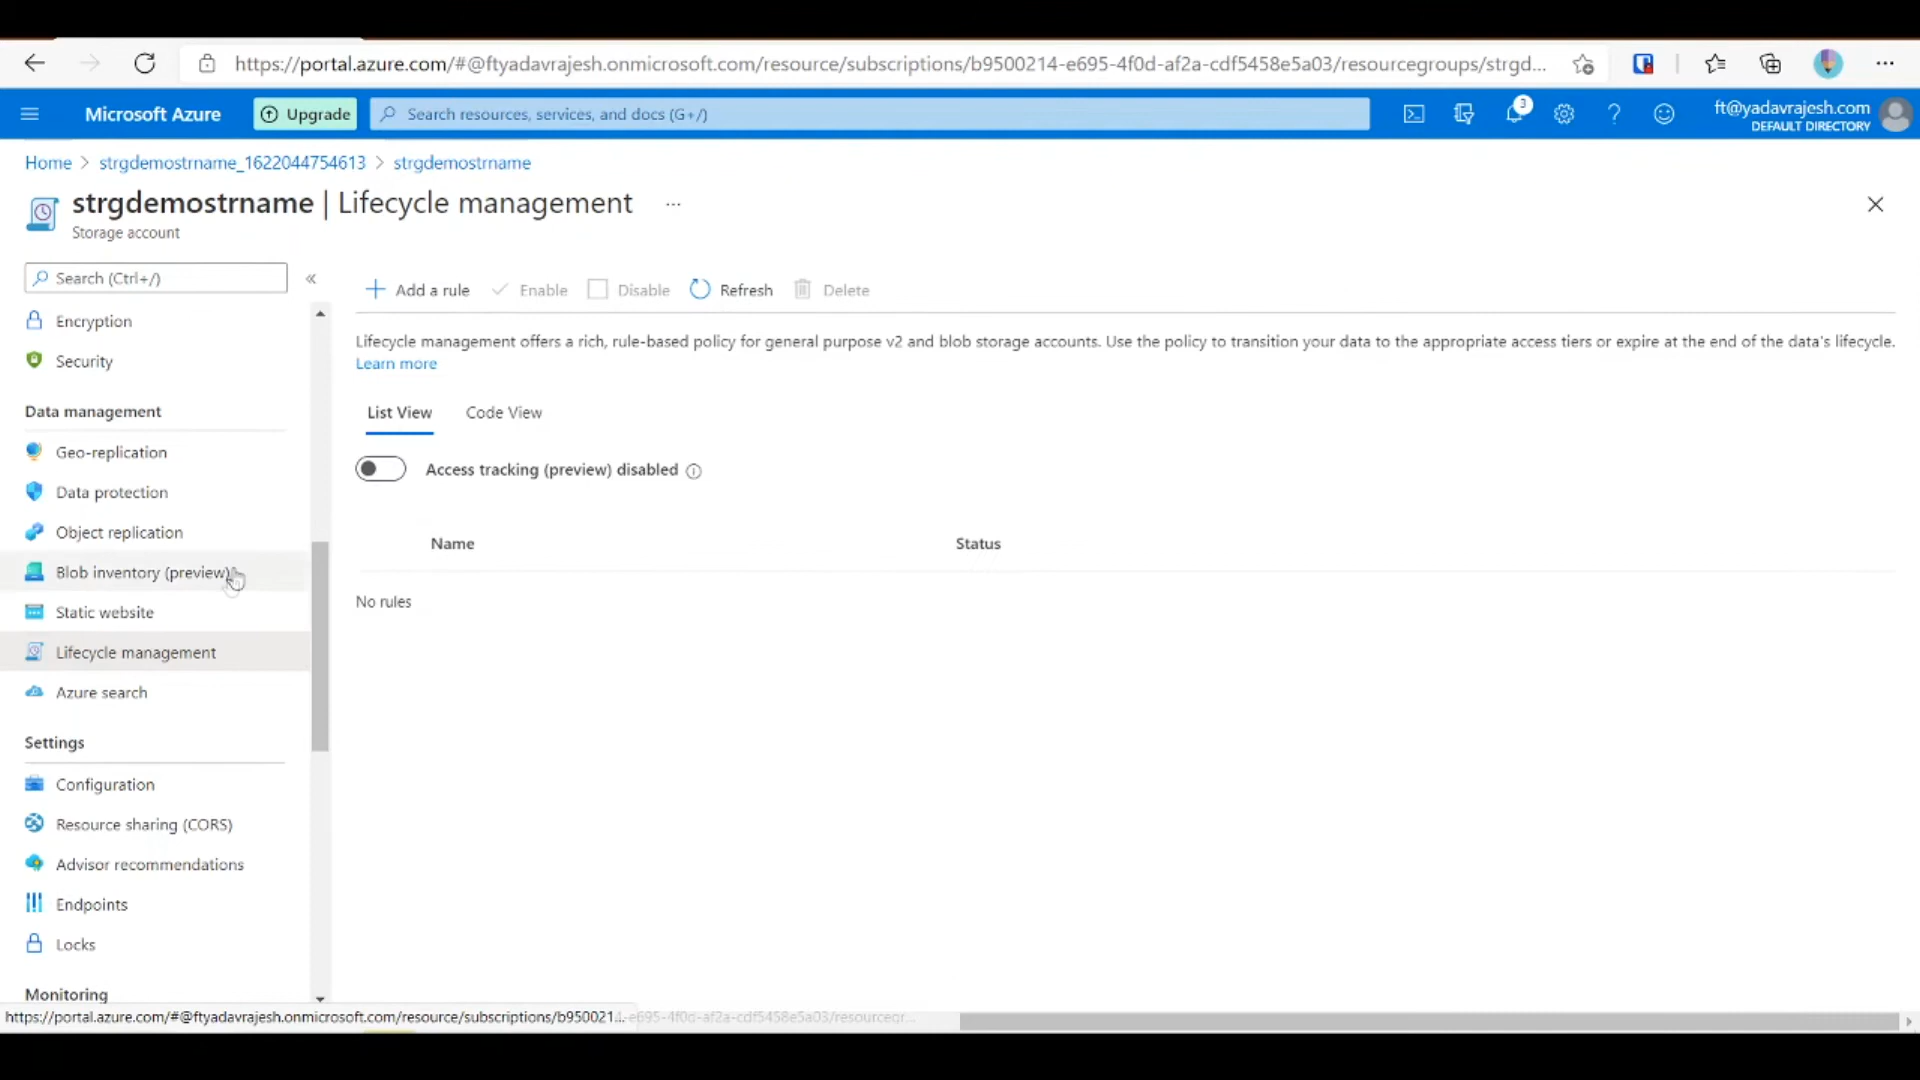 https://portal.azure.com/#@ftyadavrajesh.onmicrosoft.com/resource/subscriptions/b9500214-e695-4f0d-af2a-cdf5458e5a03/resourcegroups/strgd...
Microsoft Azure
Upgrade
Search resources, services, and docs (G+/)
3
ft@yadavrajesh.com
DEFAULT DIRECTORY
Home > strgdemostrname_1622044754613 > strgdemostrname
strgdemostrname | Lifecycle management ...
Storage account
Search (Ctrl+/)
«
Encryption
Security
Data management
Geo-replication
Data protection
Object replication
Blob inventory (preview)
Static website
Lifecycle management
Azure search
Settings
Configuration
Resource sharing (CORS)
Advisor recommendations
Endpoints
Locks
Monitoring
Add a rule Enable Disable Refresh Delete
Lifecycle management offers a rich, rule-based policy for general purpose v2 and blob storage accounts. Use the policy to transition your data to the appropriate access tiers or expire at the end of the data's lifecycle.
Learn more
List View Code View
Access tracking (preview) disabled
Name Status
No rules
https://portal.azure.com/#@ftyadavrajesh.onmicrosoft.com/resource/subscriptions/b950021...-e695-4f0d-af2a-cdf5458e5a03/resourcegr...